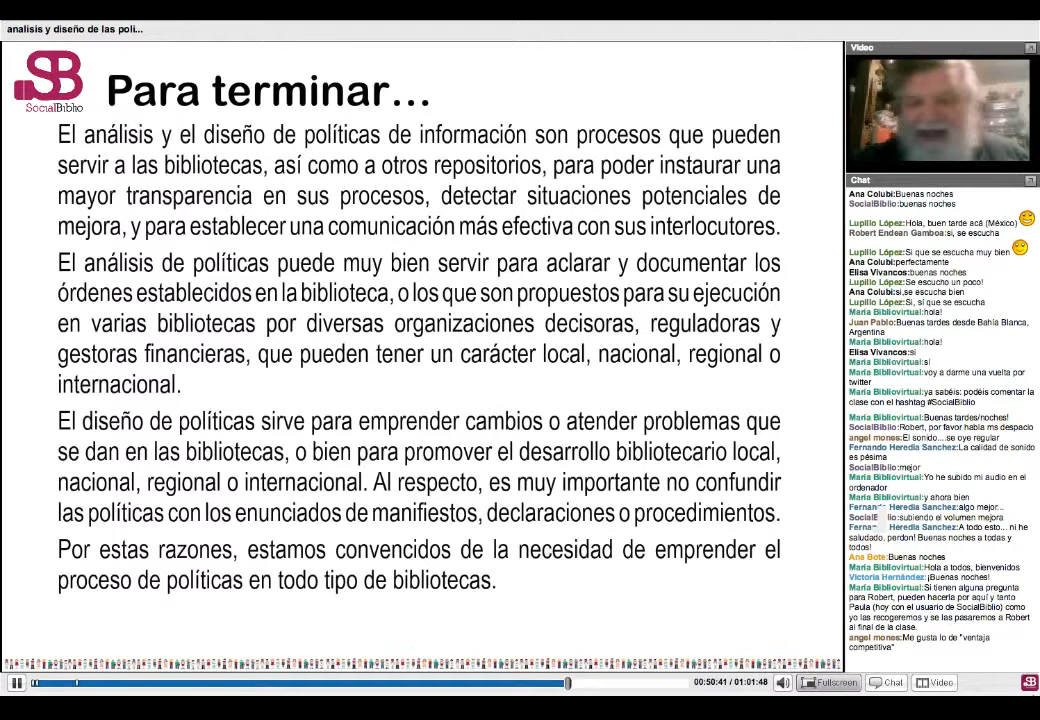 analisis y diseño de las poli...
SB
SocialBiblio
Para terminar...
El análisis y el diseño de políticas de información son procesos que pueden
servir a las bibliotecas, así como a otros repositorios, para poder instaurar una
mayor transparencia en sus procesos, detectar situaciones potenciales de
mejora, y para establecer una comunicación más efectiva con sus interlocutores.
El análisis de políticas puede muy bien servir para aclarar y documentar los
órdenes establecidos en la biblioteca, o los que son propuestos para su ejecución
en varias bibliotecas por diversas organizaciones decisoras, reguladoras y
gestoras financieras, que pueden tener un carácter local, nacional, regional o
internacional.
El diseño de políticas sirve para emprender cambios o atender problemas que
se dan en las bibliotecas, o bien para promover el desarrollo bibliotecario local,
nacional, regional o internacional. Al respecto, es muy importante no confundir
las políticas con los enunciados de manifiestos, declaraciones o procedimientos.
Por estas razones, estamos convencidos de la necesidad de emprender el
proceso de políticas en todo tipo de bibliotecas.
Video
Chat
Ana Colubi:Buenas noches
SocialBiblio:buenas noches
Lupillo López:Hola, buen tarde acá (México)
Robert Endean Gamboa:si, se escucha
Lupillo López:Si que se escucha muy bien
Ana Colubi:perfectamente
Elisa Vivancos:buenas noches
Lupillo López:Se escucho un poco!
Ana Colubi:si,se escucha bien
Lupillo López:Si, sí que se escucha
María Bibliovirtual:hola!
Juan Pablo:Buenas tardes desde Bahía Blanca,
Argentina
María Bibliovirtual:hola!
Elisa Vivancos:si
María Bibliovirtual:sí
María Bibliovirtual:voy a darme una vuelta por
twitter
María Bibliovirtual:ya sabéis: podéis comentar la
clase con el hashtag #SocialBiblio
María Bibliovirtual:Buenas tardes/noches!
SocialBiblio:Robert, por favor habla ms despacio
angel mones:El sonido....se oye regular
Fernando Heredia Sanchez:La calidad de sonido
es pésima
SocialBiblio:mejor
María Bibliovirtual:Yo he subido mi audio en el
ordenador
María Bibliovirtual:y ahora bien
Fernan Heredia Sanchez:algo mejor...
SocialB lio:subiendo el volumen mejora
Ferna Heredia Sanchez:A todo esto... ni he
saludado, perdon! Buenas noches a todas y
todos!
Ana Bote:Buenas noches
María Bibliovirtual:Hola a todos, bienvenidos
Victoria Hernández:¡Buenas noches!
María Bibliovirtual:Si tienen alguna pregunta
para Robert, pueden hacerla por aquí y tanto
Paula (hoy con el usuario de SocialBiblio) como
yo las recogeremos y se las pasaremos a Robert
al final de la clase.
angel mones:Me gusta lo de "ventaja
competitiva"
00:50:41 / 01:01:48
Fullscreen
Chat
Video
SB